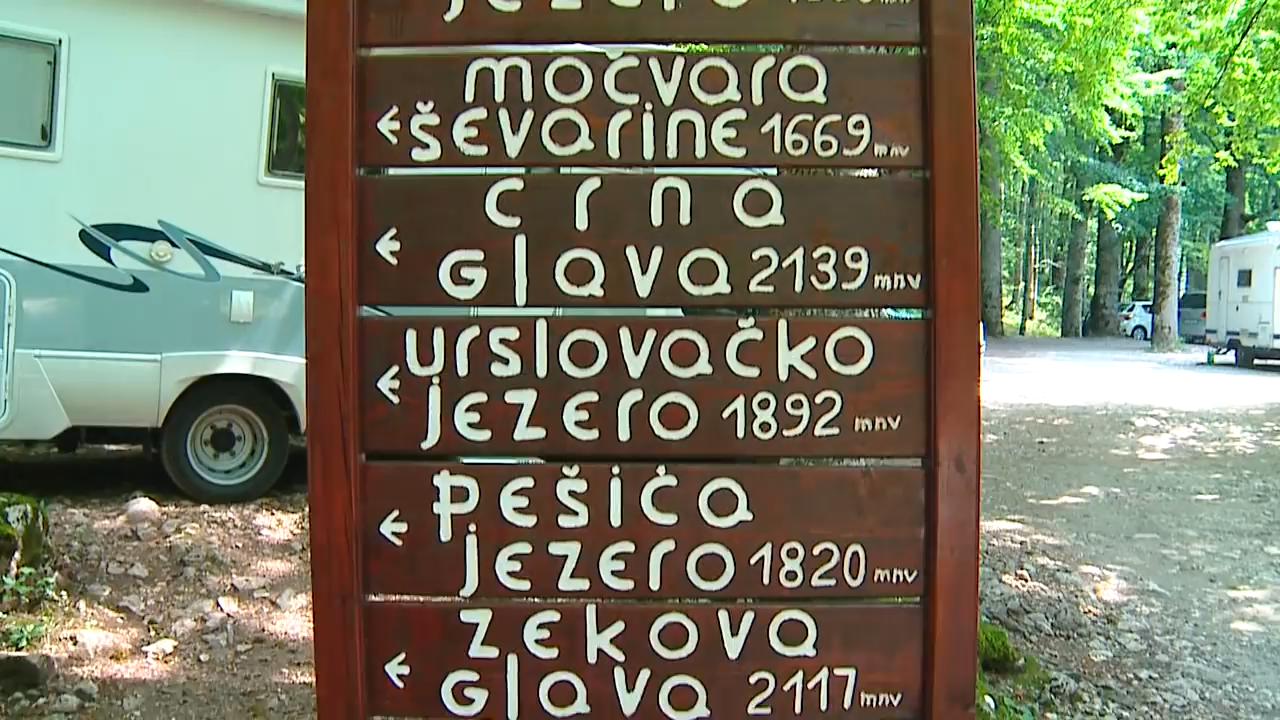 jezero
močvara
ševarine 1669 mnv
crna
glava 2139 mnv
urslovačko
jezero 1892 mnv
pešića
jezero 1820 mnv
zekova
glava 2117 mnv